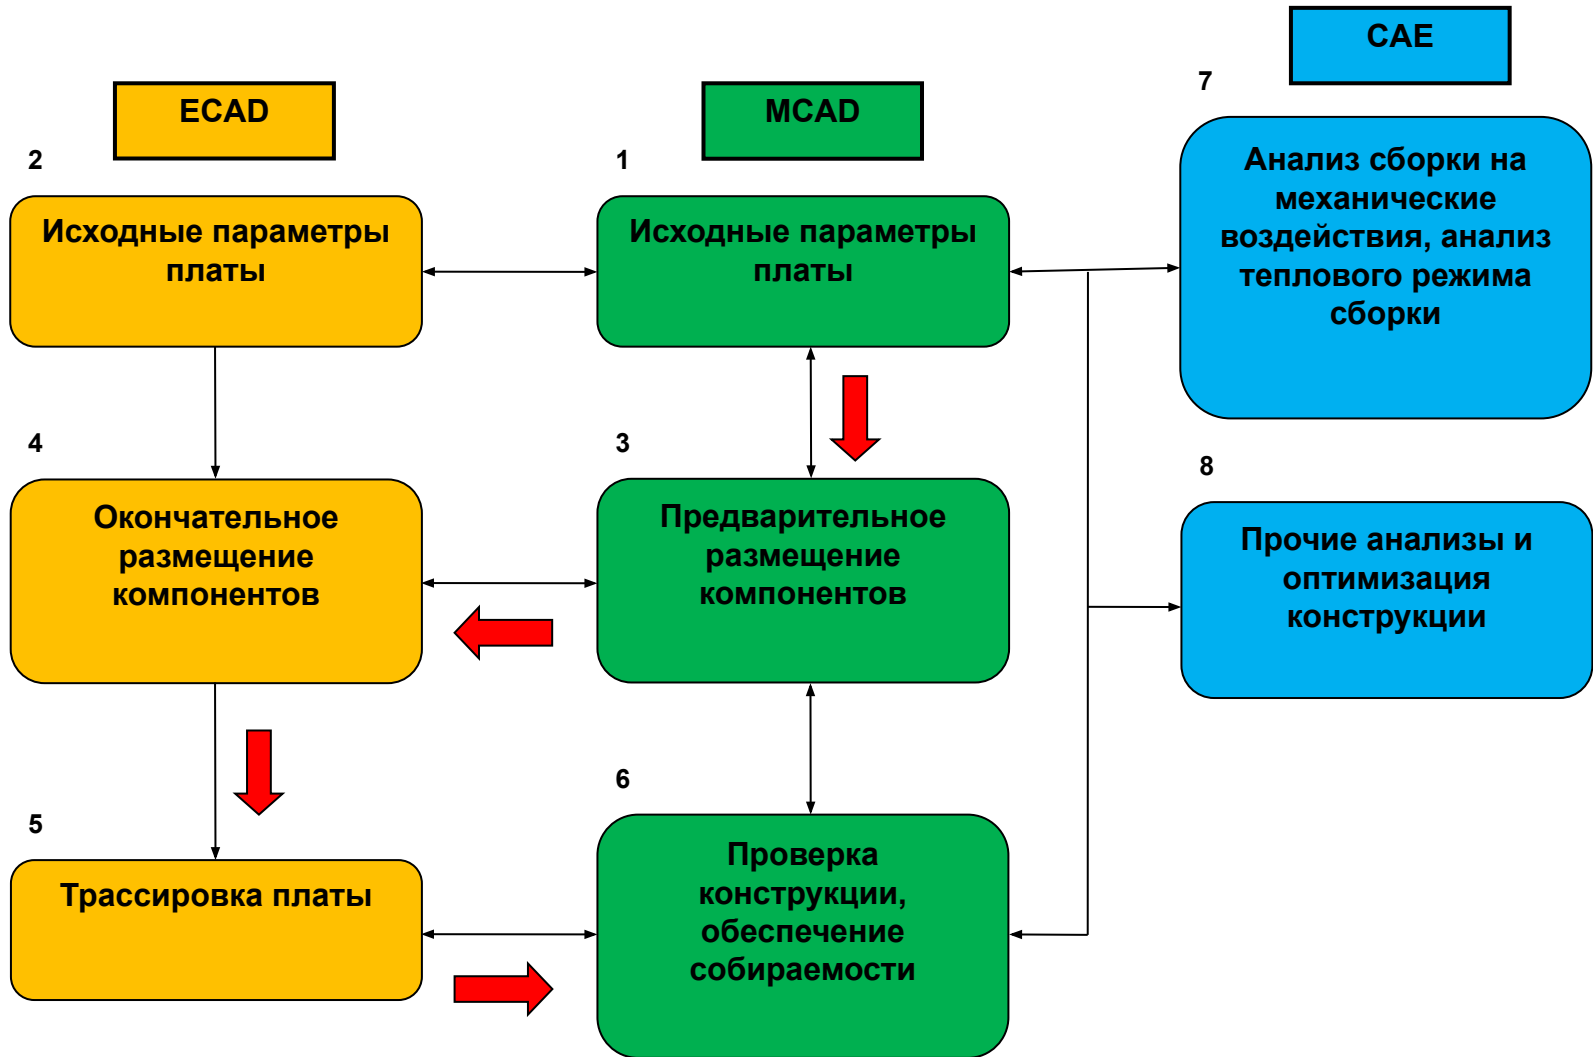 CAE
7
ECAD
MCAD
2
1
Анализ сборки на
механические
воздействия, анализ
теплового режима
сборки
Исходные параметры
платы
Исходные параметры
платы
4
3
8
Окончательное
размещение
компонентов
Предварительное
размещение
компонентов
Прочие анализы и
оптимизация
конструкции
6
5
Трассировка платы
Проверка
конструкции,
обеспечение
собираемости